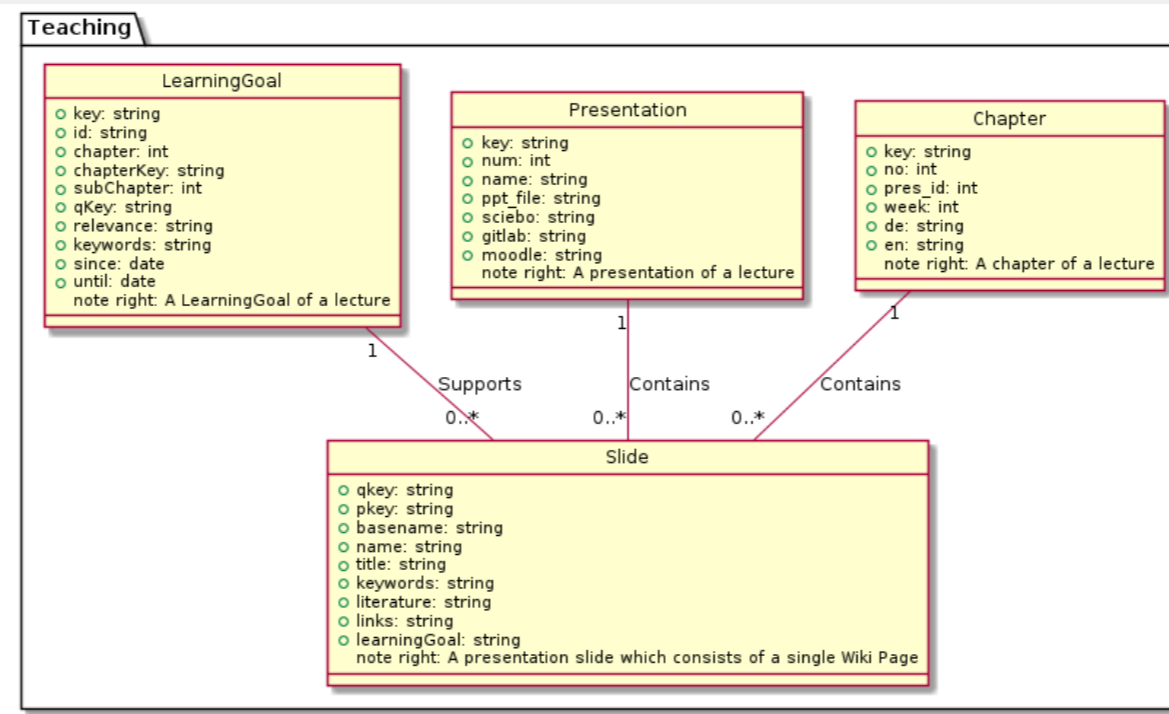 Teaching
LearningGoal
key: string
id: string
chapter: int
chapterKey: string
subChapter: int
qKey: string
relevance: string
keywords: string
since: date
until: date
note right: A LearningGoal of a lecture
Presentation
key: string
num: int
name: string
ppt_file: string
sciebo: string
gitlab: string
moodle: string
note right: A presentation of a lecture
Chapter
key: string
no: int
pres_id: int
week: int
de: string
en: string
note right: A chapter of a lecture
1
1
1
Supports
Contains
Contains
0..*
0..*
0..*
Slide
qkey: string
pkey: string
basename: string
name: string
title: string
keywords: string
literature: string
links: string
learningGoal: string
note right: A presentation slide which consists of a single Wiki Page